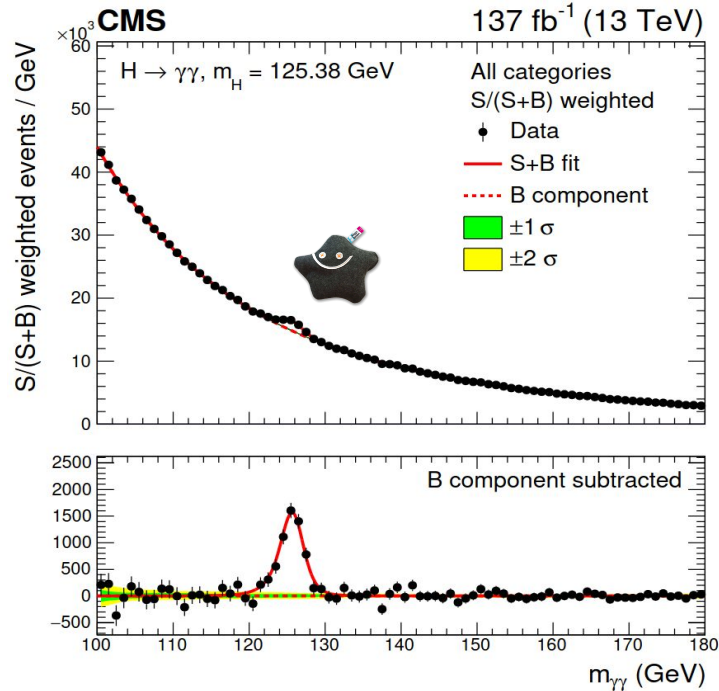 CMS 137 fb⁻¹ (13 TeV)
×10³
H → γγ, m_H = 125.38 GeV
All categories
S/(S+B) weighted
Data
S+B fit
B component
±1 σ
±2 σ
S/(S+B) weighted events / GeV
60
50
40
30
20
10
0
B component subtracted
2500
2000
1500
1000
500
0
−500
100 110 120 130 140 150 160 170 180
m_γγ (GeV)